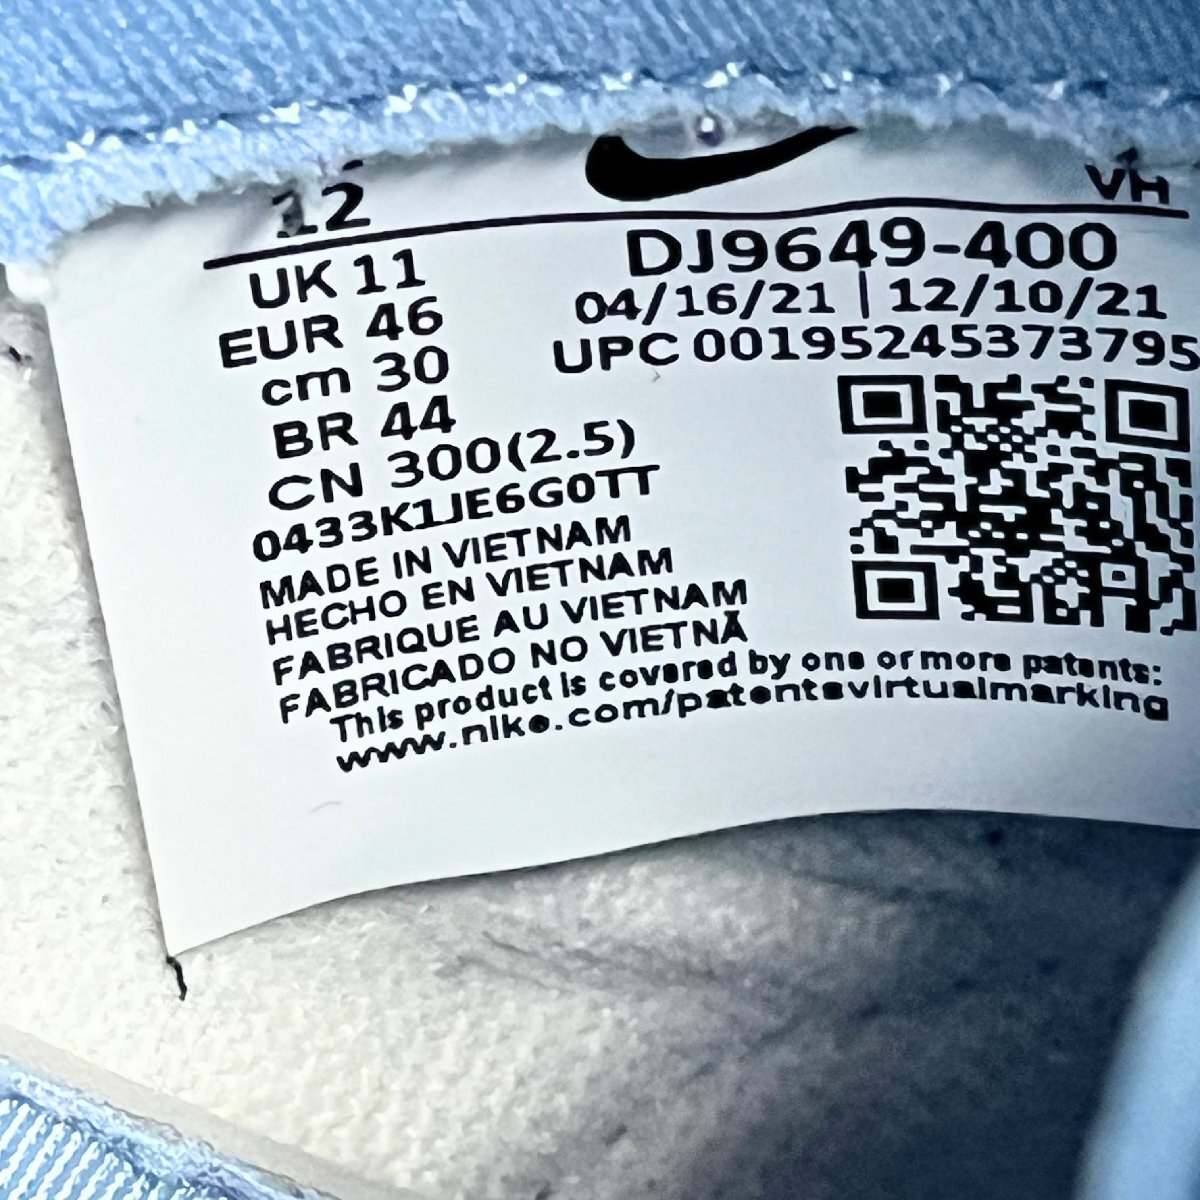 12
VH
UK 11
EUR 46
cm 30
BR 44
CN 300(2.5)
DJ9649-400
04/16/21 | 12/10/21
UPC 00195245373795
0433K1JE6G0TT
MADE IN VIETNAM
HECHO EN VIETNAM
FABRIQUE AU VIETNAM
FABRICADO NO VIETNÃ
This product is covered by one or more patents:
www.nike.com/patentsvirtualmarking